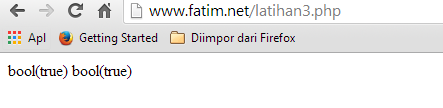 www.fatim.net/latihan3.php
Apl Getting Started Diimpor dari Firefox
bool(true) bool(true)